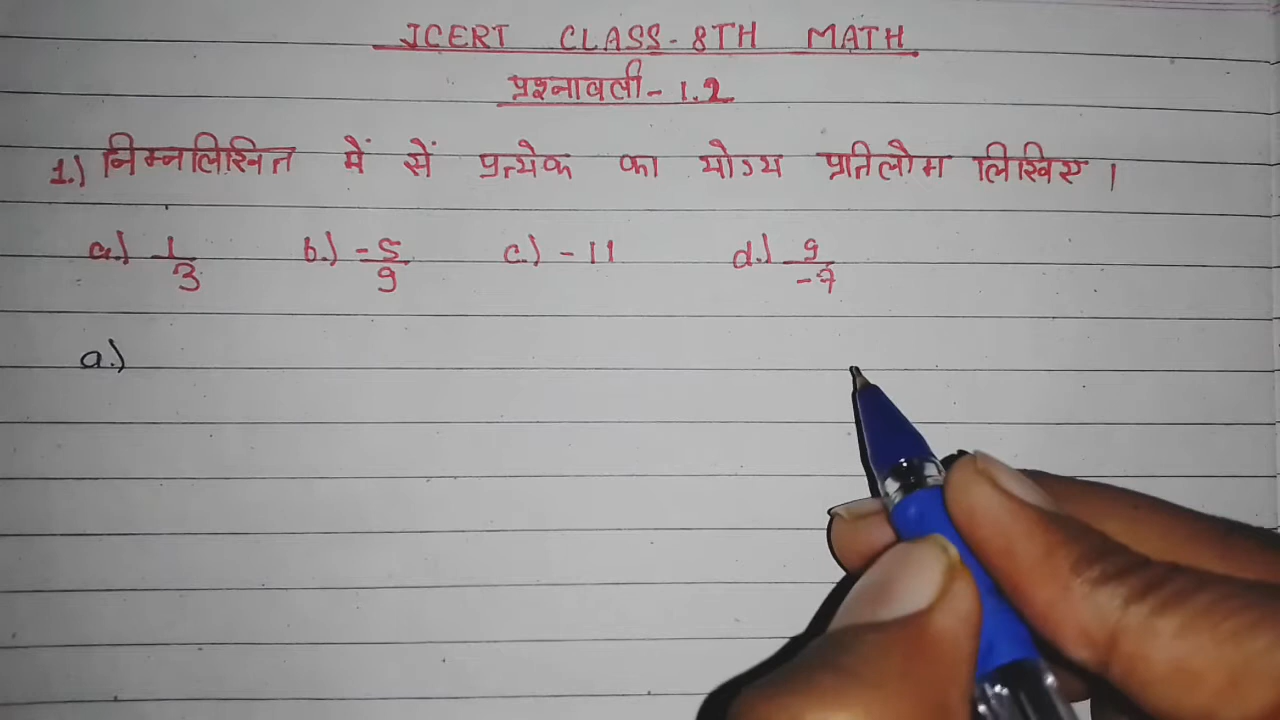 JCERT CLASS-8TH MATH
प्रश्नावली-1.2
1.) निम्नलिखित में सें प्रत्येक का योज्य प्रतिलोम लिखिए ।
a.) 1/3 b.) -5/9 c.) -11 d.) 9/-7
a.)